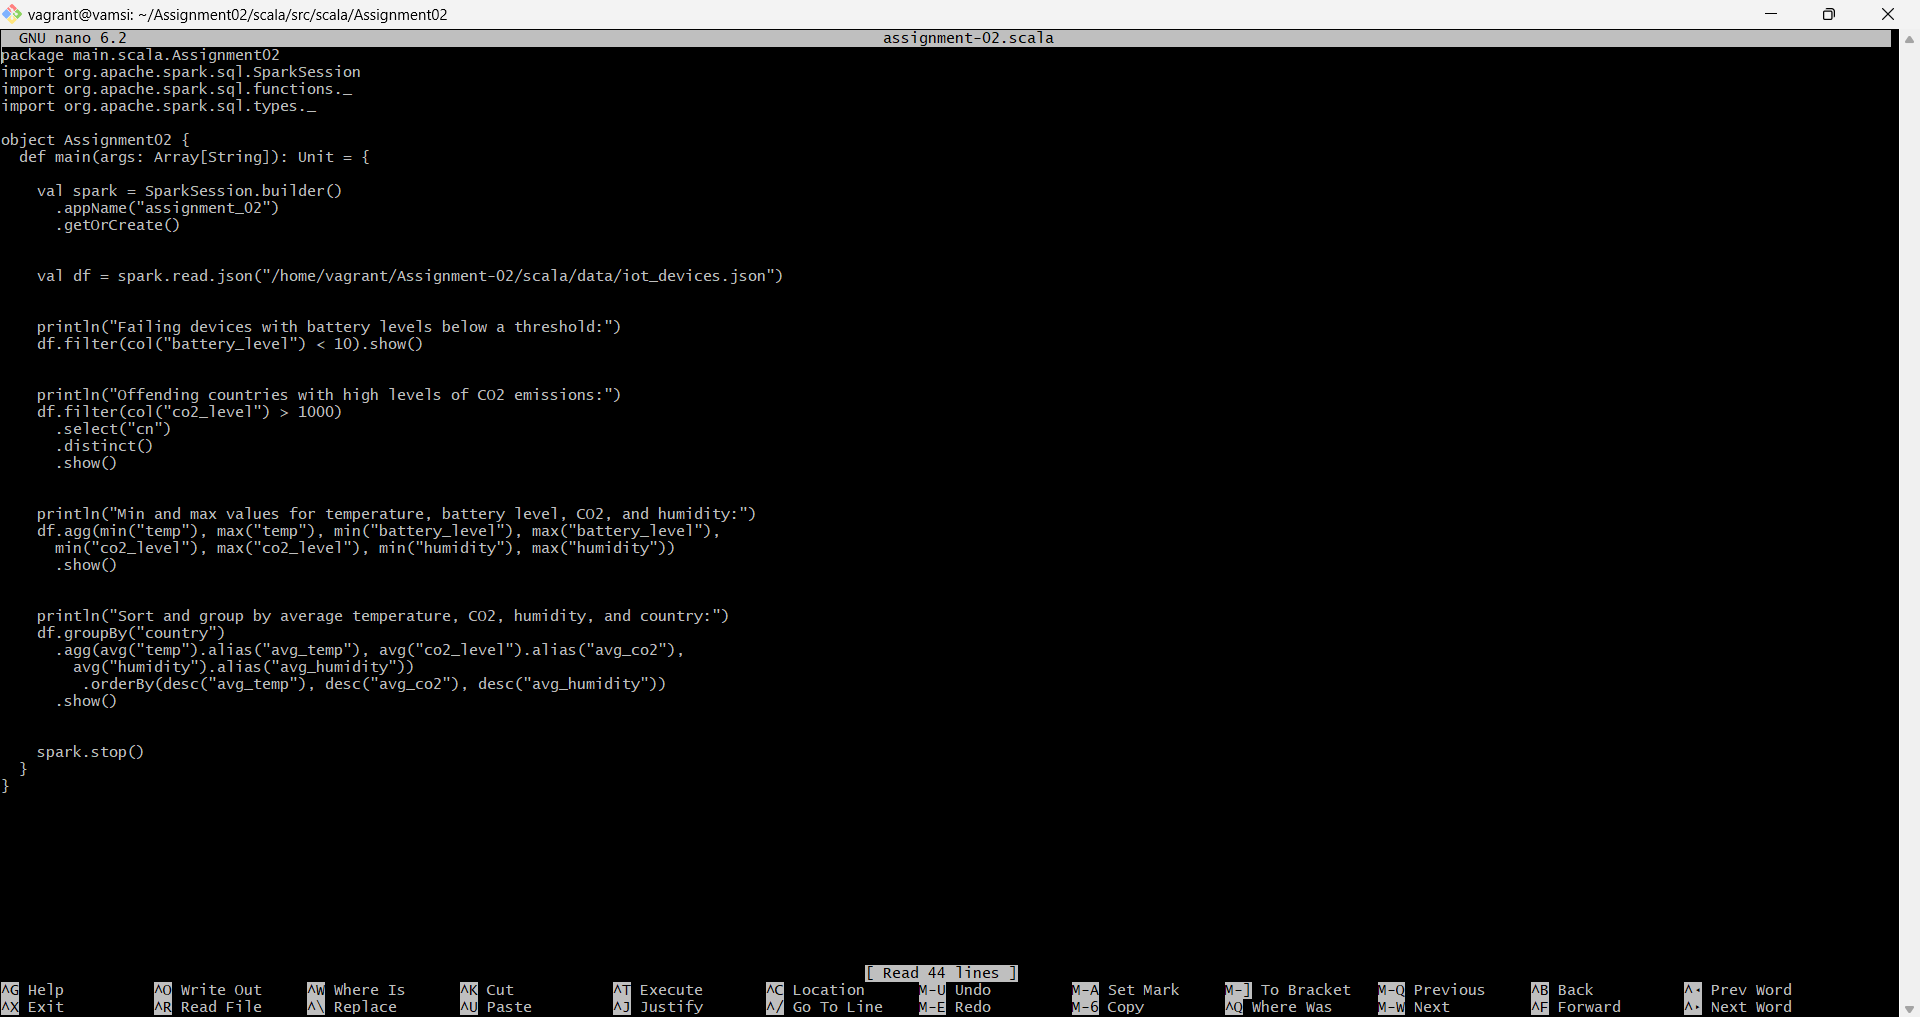 vagrant@vamsi: ~/Assignment02/scala/src/scala/Assignment02
GNU nano 6.2 assignment-02.scala
package main.scala.Assignment02
import org.apache.spark.sql.SparkSession
import org.apache.spark.sql.functions._
import org.apache.spark.sql.types._
object Assignment02 {
  def main(args: Array[String]): Unit = {
    val spark = SparkSession.builder()
      .appName("assignment_02")
      .getOrCreate()
    val df = spark.read.json("/home/vagrant/Assignment-02/scala/data/iot_devices.json")
    println("Failing devices with battery levels below a threshold:")
    df.filter(col("battery_level") < 10).show()
    println("Offending countries with high levels of CO2 emissions:")
    df.filter(col("co2_level") > 1000)
      .select("cn")
      .distinct()
      .show()
    println("Min and max values for temperature, battery level, CO2, and humidity:")
    df.agg(min("temp"), max("temp"), min("battery_level"), max("battery_level"),
      min("co2_level"), max("co2_level"), min("humidity"), max("humidity"))
      .show()
    println("Sort and group by average temperature, CO2, humidity, and country:")
    df.groupBy("country")
      .agg(avg("temp").alias("avg_temp"), avg("co2_level").alias("avg_co2"),
        avg("humidity").alias("avg_humidity"))
         .orderBy(desc("avg_temp"), desc("avg_co2"), desc("avg_humidity"))
      .show()
    spark.stop()
  }
}
[ Read 44 lines ]
^G Help ^O Write Out ^W Where Is ^K Cut ^T Execute ^C Location M-U Undo M-A Set Mark M-] To Bracket M-Q Previous ^B Back ^◂ Prev Word
^X Exit ^R Read File ^\ Replace ^U Paste ^J Justify ^/ Go To Line M-E Redo M-6 Copy ^Q Where Was M-W Next ^F Forward ^▸ Next Word